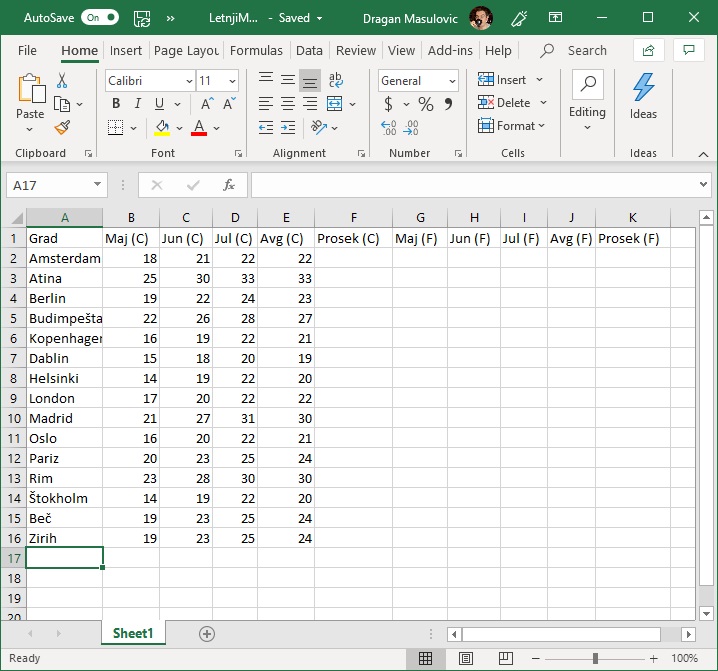 AutoSave On » LetnjiM... - Saved Dragan Masulovic
File Home Insert Page Layou Formulas Data Review View Add-ins Help Search
Calibri 11 ab General Insert
Paste B I U A A $ % 9 Delete Editing Ideas
A .00 .00 Format
Clipboard Font Alignment Number Cells Ideas
A17 fx
A B C D E F G H I J K
1 Grad Maj (C) Jun (C) Jul (C) Avg (C) Prosek (C) Maj (F) Jun (F) Jul (F) Avg (F) Prosek (F)
2 Amsterdam 18 21 22 22
3 Atina 25 30 33 33
4 Berlin 19 22 24 23
5 Budimpešta 22 26 28 27
6 Kopenhagen 16 19 22 21
7 Dablin 15 18 20 19
8 Helsinki 14 19 22 20
9 London 17 20 22 22
10 Madrid 21 27 31 30
11 Oslo 16 20 22 21
12 Pariz 20 23 25 24
13 Rim 23 28 30 30
14 Štokholm 14 19 22 20
15 Beč 19 23 25 24
16 Zirih 19 23 25 24
17
18
19
20
Sheet1
Ready 100%